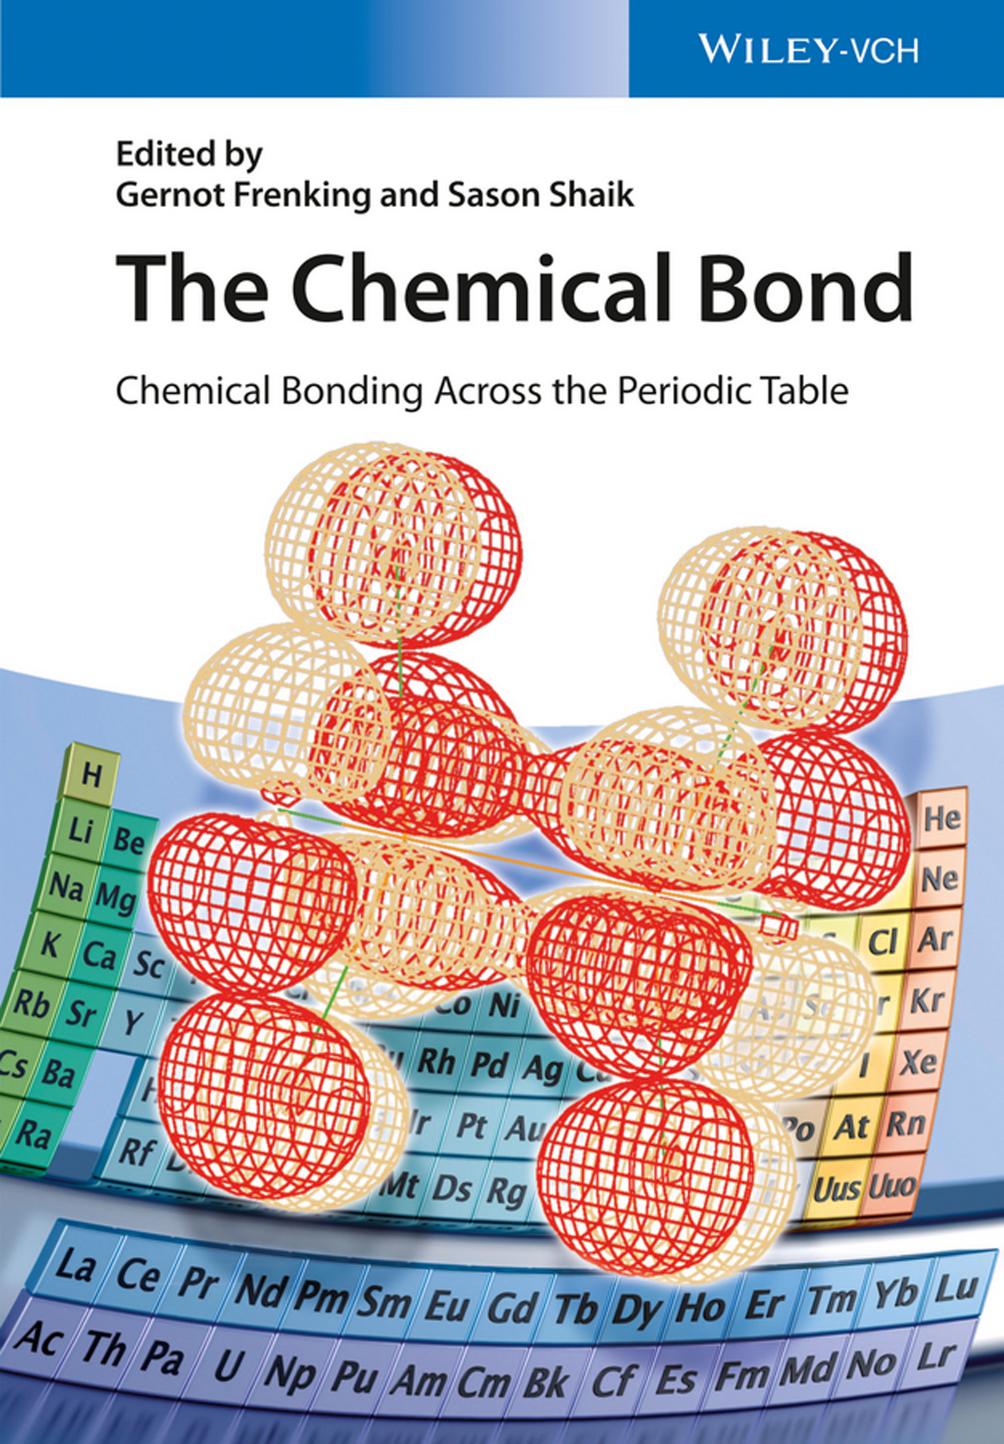 WILEY-VCH
Edited by
Gernot Frenking and Sason Shaik
The Chemical Bond
Chemical Bonding Across the Periodic Table
H
He
Li Be
Ne
Na Mg
Cl Ar
K Ca Sc
Co Ni
Kr
Rb Sr Y
Rh Pd Ag
I Xe
Cs Ba
Ir Pt Au
Po At Rn
Ra
Rf
Mt Ds Rg
Uus Uuo
La Ce Pr Nd Pm Sm Eu Gd Tb Dy Ho Er Tm Yb Lu
Ac Th Pa U Np Pu Am Cm Bk Cf Es Fm Md No Lr